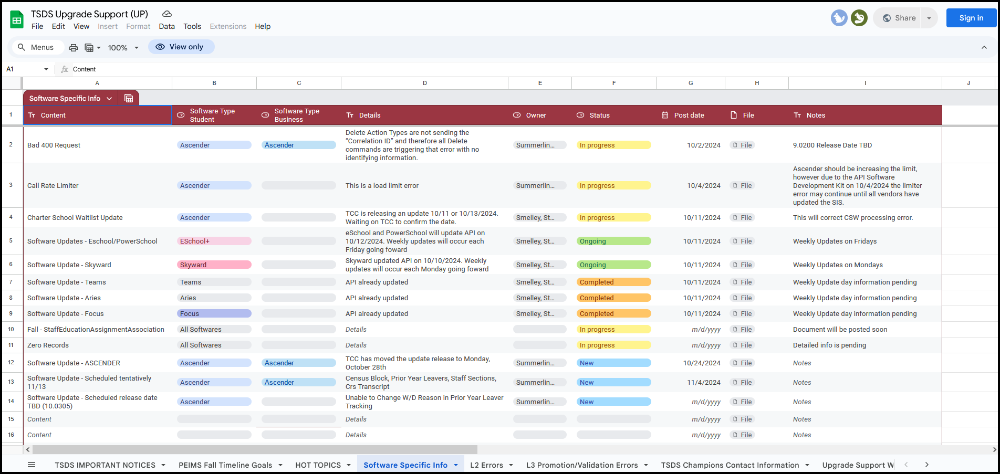 TSDS Upgrade Support (UP)
File Edit View Insert Format Data Tools Extensions Help
Share
Sign in
Menus
100%
View only
A1
fx Content
A B C D E F G H I J
Software Specific Info
1 Content
Software Type
Student
Software Type
Business
Details
Owner
Status
Post date
File
Notes
2 Bad 400 Request
Ascender
Ascender
Delete Action Types are not sending the
“Correlation ID” and therefore all Delete
commands are triggering that error with no
identifying information.
Summerlin...
In progress
10/2/2024
File
9.0200 Release Date TBD
3 Call Rate Limiter
Ascender
This is a load limit error
Summerlin...
In progress
10/4/2024
File
Ascender should be increasing the limit,
however due to the API Software
Development Kit on 10/4/2024 the limiter
error may continue until all vendors have
updated the SIS.
4 Charter School Waitlist Update
Ascender
TCC is releasing an update 10/11 or 10/13/2024.
Waiting on TCC to confirm the date.
Smelley, St...
In progress
10/11/2024
File
This will correct CSW processing error.
5 Software Updates - Eschool/PowerSchool
ESchool+
eSchool and PowerSchool will update API on
10/12/2024. Weekly updates will occur each
Friday going foward
Smelley, St...
Ongoing
10/11/2024
File
Weekly Updates on Fridays
6 Software Update - Skyward
Skyward
Skyward updated API on 10/10/2024. Weekly
updates will occur each Monday going foward
Smelley, St...
Ongoing
10/11/2024
File
Weekly Updates on Mondays
7 Software Update - Teams
Teams
API already updated
Smelley, St...
Completed
10/11/2024
File
Weekly Update day information pending
8 Software Update - Aries
Aries
API already updated
Smelley, St...
Completed
10/11/2024
File
Weekly Update day information pending
9 Software Update - Focus
Focus
API already updated
Smelley, St...
Completed
10/11/2024
File
Weekly Update day information pending
10 Fall - StaffEducationAssignmentAssociation
All Softwares
Details
In progress
m/d/yyyy
File
Document will be posted soon
11 Zero Records
All Softwares
Details
In progress
m/d/yyyy
File
Detailed info is pending
12 Software Update - ASCENDER
Ascender
Ascender
TCC has moved the update release to Monday,
October 28th
Summerlin...
New
10/24/2024
File
Notes
13 Software Update - Scheduled tentatively
11/13
Ascender
Ascender
Census Block, Prior Year Leavers, Staff Sections,
Crs Transcript
Summerlin...
New
11/4/2024
File
Notes
14 Software Update - Scheduled release date
TBD (10.0305)
Ascender
Unable to Change W/D Reason in Prior Year Leaver
Tracking
Summerlin...
New
m/d/yyyy
File
Notes
15 Content
Details
m/d/yyyy
File
Notes
16 Content
Details
m/d/yyyy
File
Notes
TSDS IMPORTANT NOTICES
PEIMS Fall Timeline Goals
HOT TOPICS
Software Specific Info
L2 Errors
L3 Promotion/Validation Errors
TSDS Champions Contact Information
Upgrade Support W